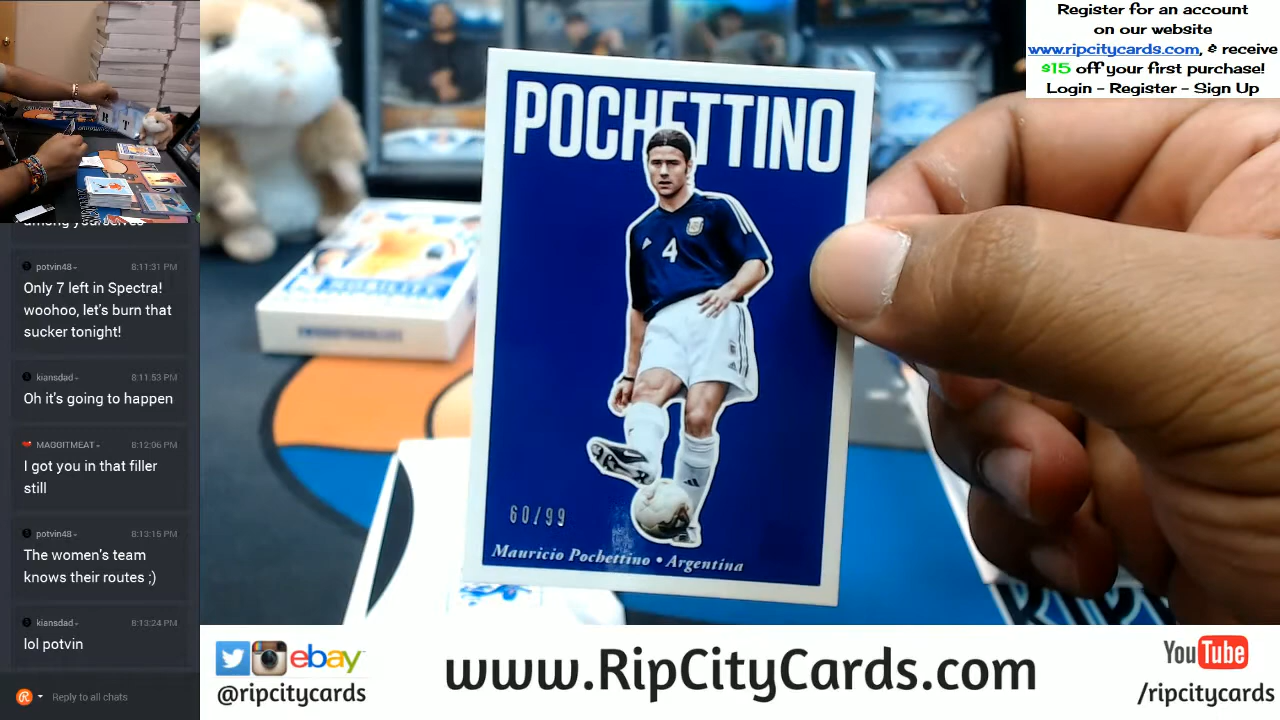 Register for an account
on our website
www.ripcitycards.com, & receive
$15 off your first purchase!
Login - Register - Sign Up
among yourselves
potvin48
8:11:31 PM
Only 7 left in Spectra!
woohoo, let's burn that
sucker tonight!
kiansdad
8:11:53 PM
Oh it's going to happen
MAGGITMEAT
8:12:06 PM
I got you in that filler
still
potvin48
8:13:15 PM
The women's team
knows their routes ;)
kiansdad
8:13:24 PM
lol potvin
Reply to all chats
POCHETTINO
4
60/99
Mauricio Pochettino • Argentina
ebay
@ripcitycards
www.RipCityCards.com
YouTube
/ripcitycards